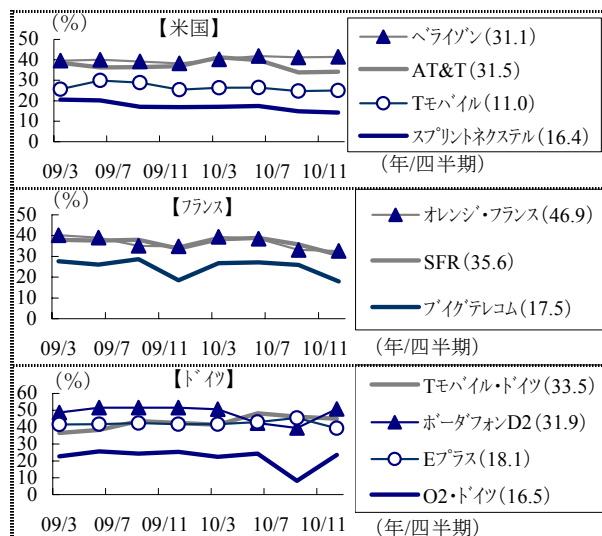 (%)
【米国】
50
40
30
20
10
0
09/3 09/7 09/11 10/3 10/7 10/11
ベライゾン(31.1)
AT&T(31.5)
Tモバイル(11.0)
スプリントネクステル(16.4)
(年/四半期)
(%)
【フランス】
50
40
30
20
10
0
09/3 09/7 09/11 10/3 10/7 10/11
オレンジ・フランス(46.9)
SFR(35.6)
ブイグテレコム(17.5)
(年/四半期)
(%)
【ドイツ】
60
50
40
30
20
10
0
09/3 09/7 09/11 10/3 10/7 10/11
Tモバイル・ドイツ(33.5)
ボーダフォンD2(31.9)
Eプラス(18.1)
O2・ドイツ(16.5)
(年/四半期)